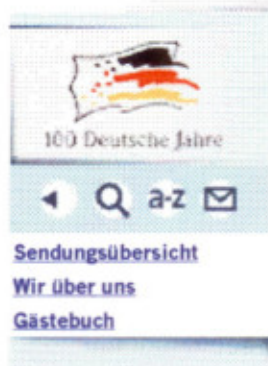 100 Deutsche Jahre
a-z
Sendungsübersicht
Wir über uns
Gästebuch